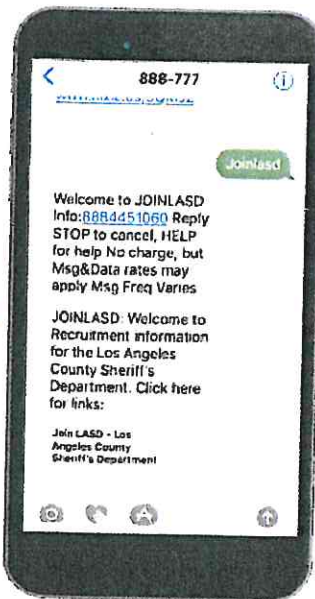 888-777
Joinlasd
Welcome to JOINLASD
Info:8884451060 Reply
STOP to cancel, HELP
for help No charge, but
Msg&Data rates may
apply Msg Freq Varies
JOINLASD: Welcome to
Recruitment information
for the Los Angeles
County Sheriff's
Department. Click here
for links:
Join LASD - Los
Angeles County
Sheriff's Department